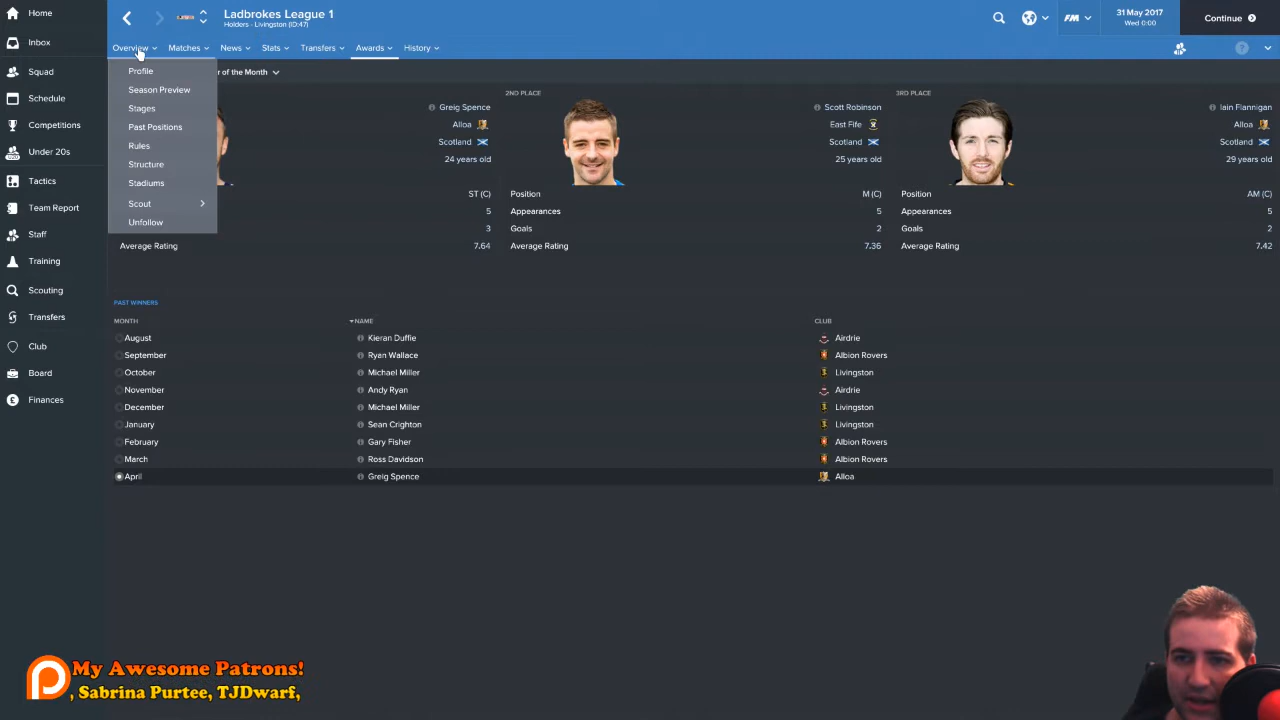 Home
Inbox
Squad
Schedule
Competitions
Under 20s
Tactics
Team Report
Staff
Training
Scouting
Transfers
Club
Board
Finances
Ladbrokes League 1
Holders - Livingston (ID:47)
FM
31 May 2017
Wed 0:00
Continue
Overview
Matches
News
Stats
Transfers
Awards
History
Profile
Season Preview
Stages
Past Positions
Rules
Structure
Stadiums
Scout
Unfollow
r of the Month
Greig Spence
Alloa
Scotland
24 years old
ST (C)
5
3
Average Rating 7.64
2ND PLACE
Scott Robinson
East Fife
Scotland
25 years old
Position M (C)
Appearances 5
Goals 2
Average Rating 7.36
3RD PLACE
Iain Flannigan
Alloa
Scotland
29 years old
Position AM (C)
Appearances 5
Goals 2
Average Rating 7.42
PAST WINNERS
MONTH NAME CLUB
August Kieran Duffie Airdrie
September Ryan Wallace Albion Rovers
October Michael Miller Livingston
November Andy Ryan Airdrie
December Michael Miller Livingston
January Sean Crighton Livingston
February Gary Fisher Albion Rovers
March Ross Davidson Albion Rovers
April Greig Spence Alloa
My Awesome Patrons!
, Sabrina Purtee, TJDwarf,